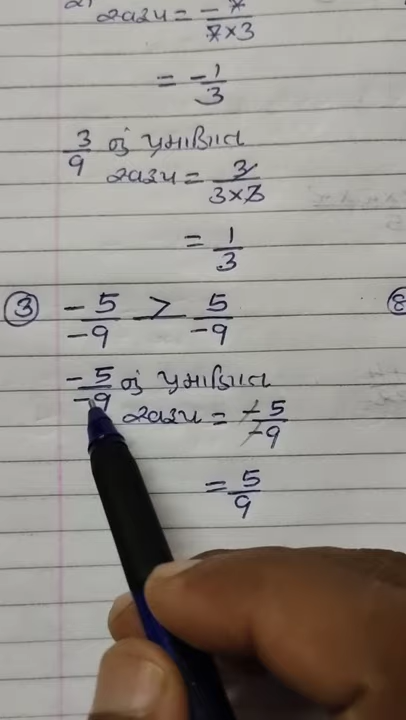 2) સ્વરૂપ = -7 / 7×3
= -1/3
3/9 નું પ્રમાણિત
સ્વરૂપ = 3 / 3×3
= 1/3
③ -5/-9 > 5/-9
-5/-9 નું પ્રમાણિત
સ્વરૂપ = -5/-9
= 5/9